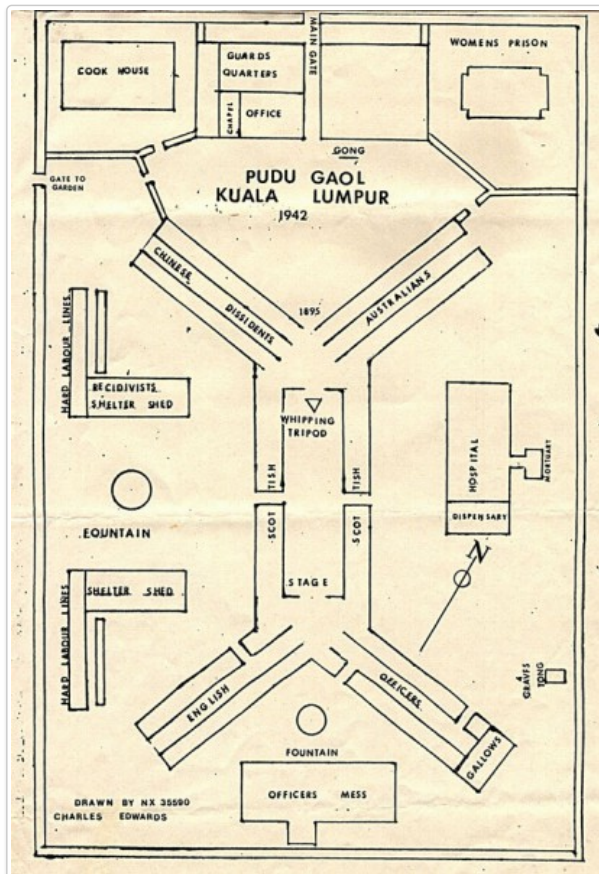 COOK HOUSE
GUARDS
QUARTERS
CHAPEL
OFFICE
MAIN GATE
WOMENS PRISON
GONG
GATE TO
GARDEN
PUDU GAOL
KUALA LUMPUR
1942
CHINESE
DISSIDENTS
1895
AUSTRALIANS
HARD LABOUR LINES
RECIDIVISTS
SHELTER SHED
WHIPPING
TRIPOD
SCOT TISH
SCOT TISH
HOSPITAL
MORTUARY
DISPENSARY
FOUNTAIN
N
STAGE
HARD LABOUR LINES
SHELTER SHED
ENGLISH
OFFICERS
4
GRAVES
TONG
GALLOWS
FOUNTAIN
OFFICERS MESS
DRAWN BY NX 35590
CHARLES EDWARDS